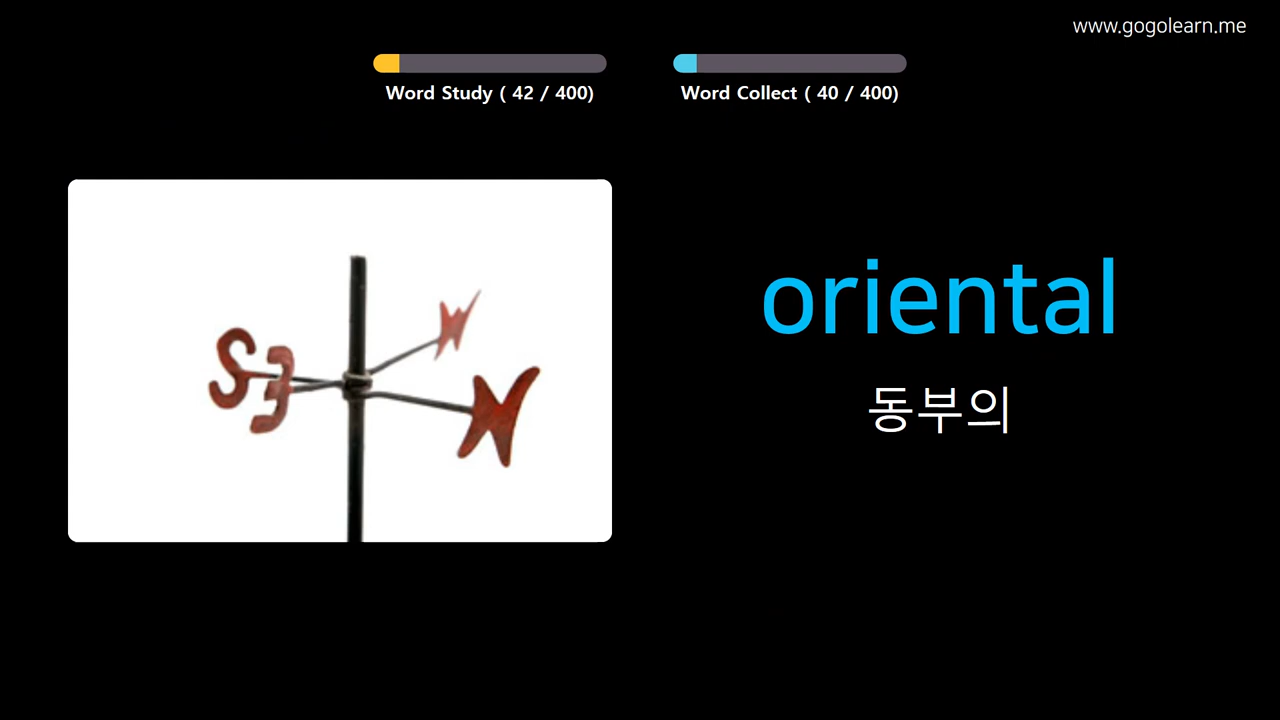 www.gogolearn.me
Word Study ( 42 / 400)
Word Collect ( 40 / 400)
S
E
W
N
oriental
동부의